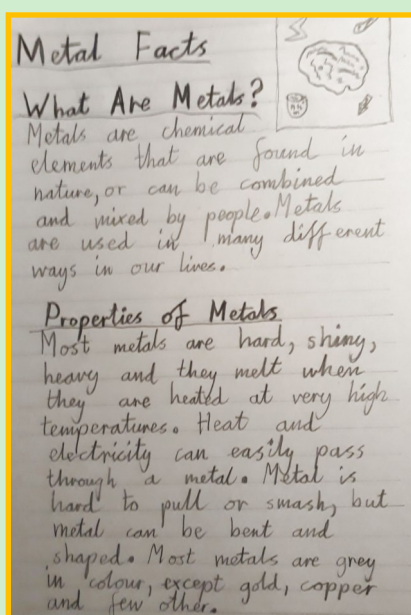 Metal Facts
What Are Metals?
Metals are chemical
elements that are found in
nature, or can be combined
and mixed by people. Metals
are used in many different
ways in our lives.
Properties of Metals
Most metals are hard, shiny,
heavy and they melt when
they are heated at very high
temperatures. Heat and
electricity can easily pass
through a metal. Metal is
hard to pull or smash, but
metal can be bent and
shaped. Most metals are grey
in colour, except gold, copper
and few other.